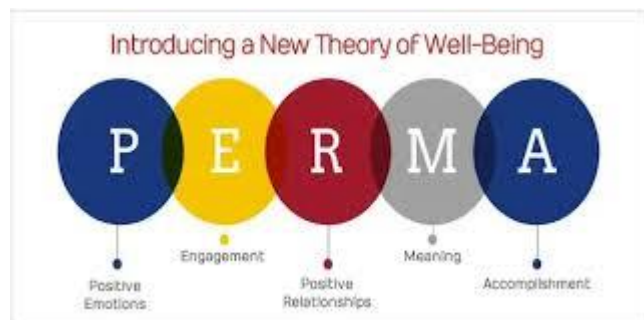 Introducing a New Theory of Well-Being
P E R M A
Positive
Emotions
Engagement
Positive
Relationships
Meaning
Accomplishment